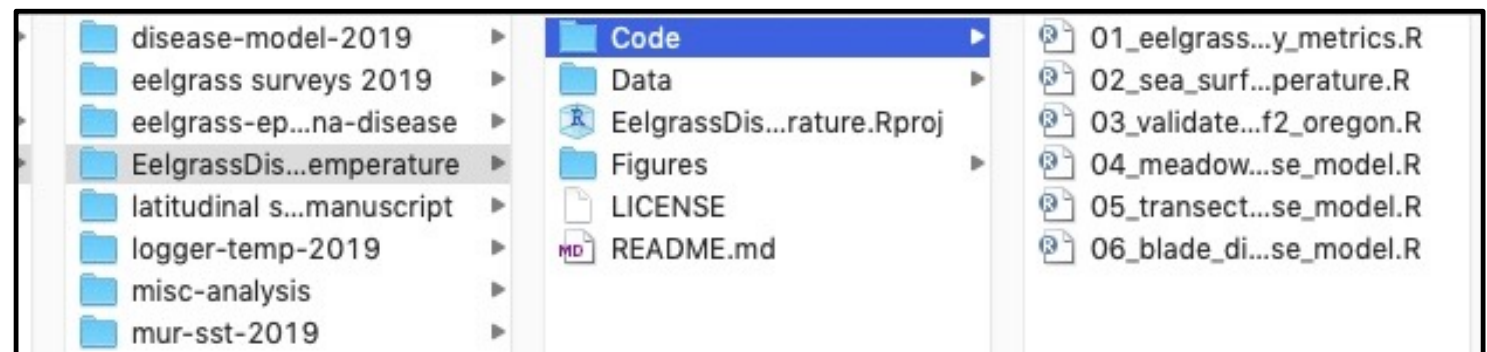 disease-model-2019
eelgrass surveys 2019
eelgrass-ep...na-disease
EelgrassDis...emperature
latitudinal s...manuscript
logger-temp-2019
misc-analysis
mur-sst-2019
Code
Data
EelgrassDis...rature.Rproj
Figures
LICENSE
README.md
01_eelgrass...y_metrics.R
02_sea_surf...perature.R
03_validate...f2_oregon.R
04_meadow...se_model.R
05_transect...se_model.R
06_blade_di...se_model.R